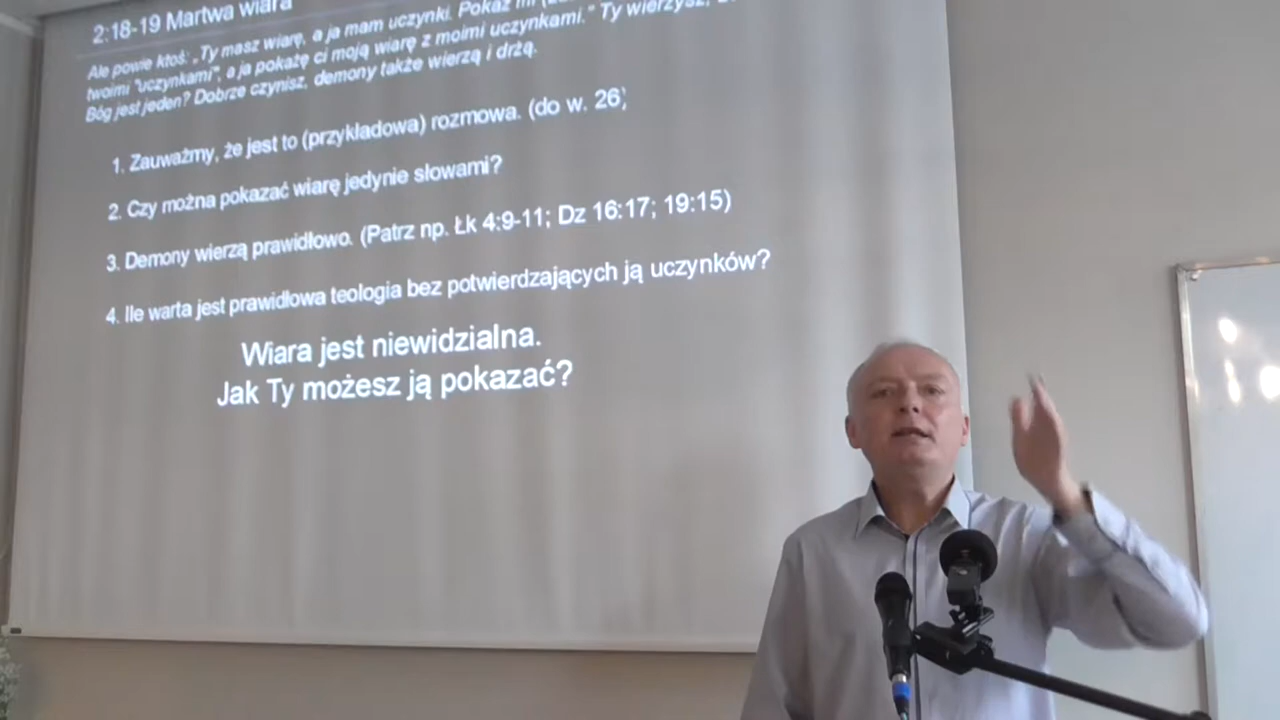 2:18-19 Martwa wiara
Ale powie ktoś: „Ty masz wiarę, a ja mam uczynki. Pokaż mi
twoimi "uczynkami", a ja pokażę ci moją wiarę z moimi uczynkami.” Ty wierzysz, że
Bóg jest jeden? Dobrze czynisz, demony także wierzą i drżą.
1. Zauważmy, że jest to (przykładowa) rozmowa. (do w. 26)
2. Czy można pokazać wiarę jedynie słowami?
3. Demony wierzą prawidłowo. (Patrz np. Łk 4:9-11; Dz 16:17; 19:15)
4. Ile warta jest prawidłowa teologia bez potwierdzających ją uczynków?
Wiara jest niewidzialna.
Jak Ty możesz ją pokazać?